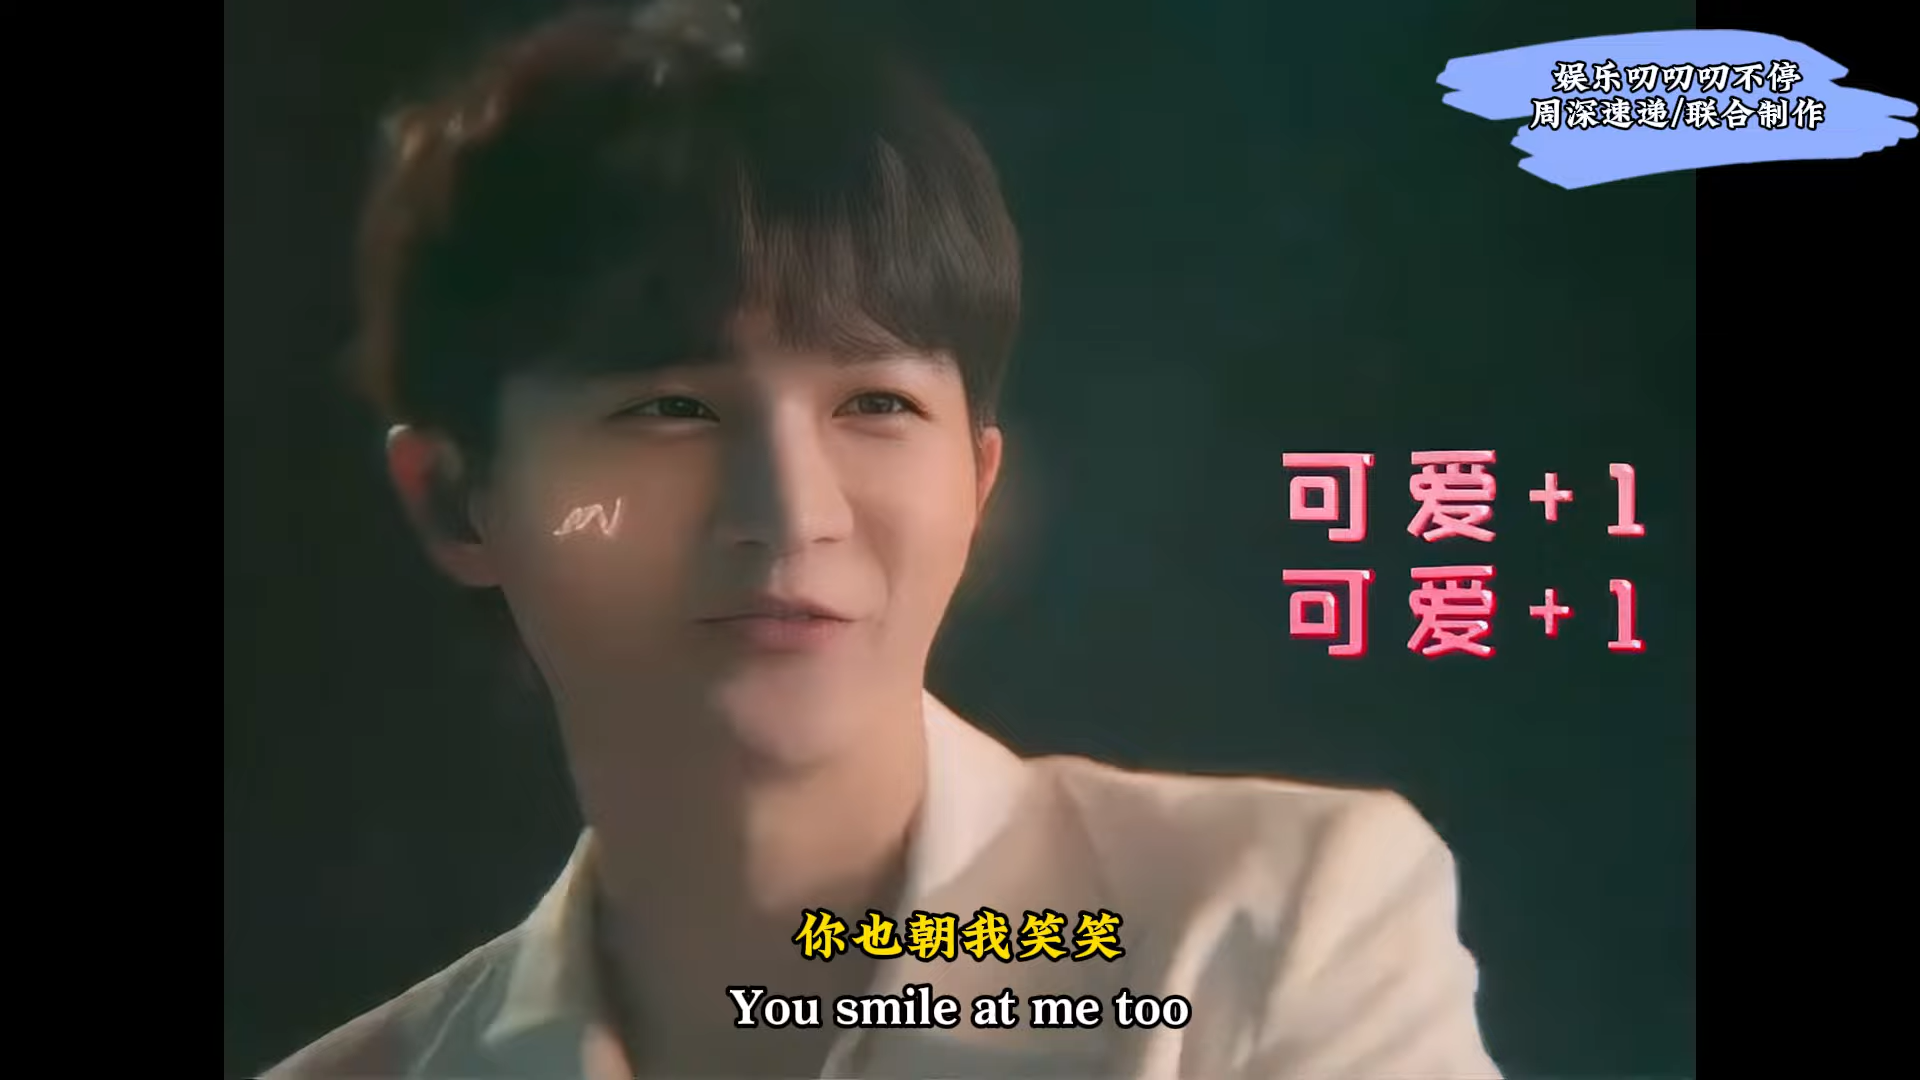 娱乐叨叨叨不停
周深速递/联合制作
可爱+1
可爱+1
你也朝我笑笑
You smile at me too